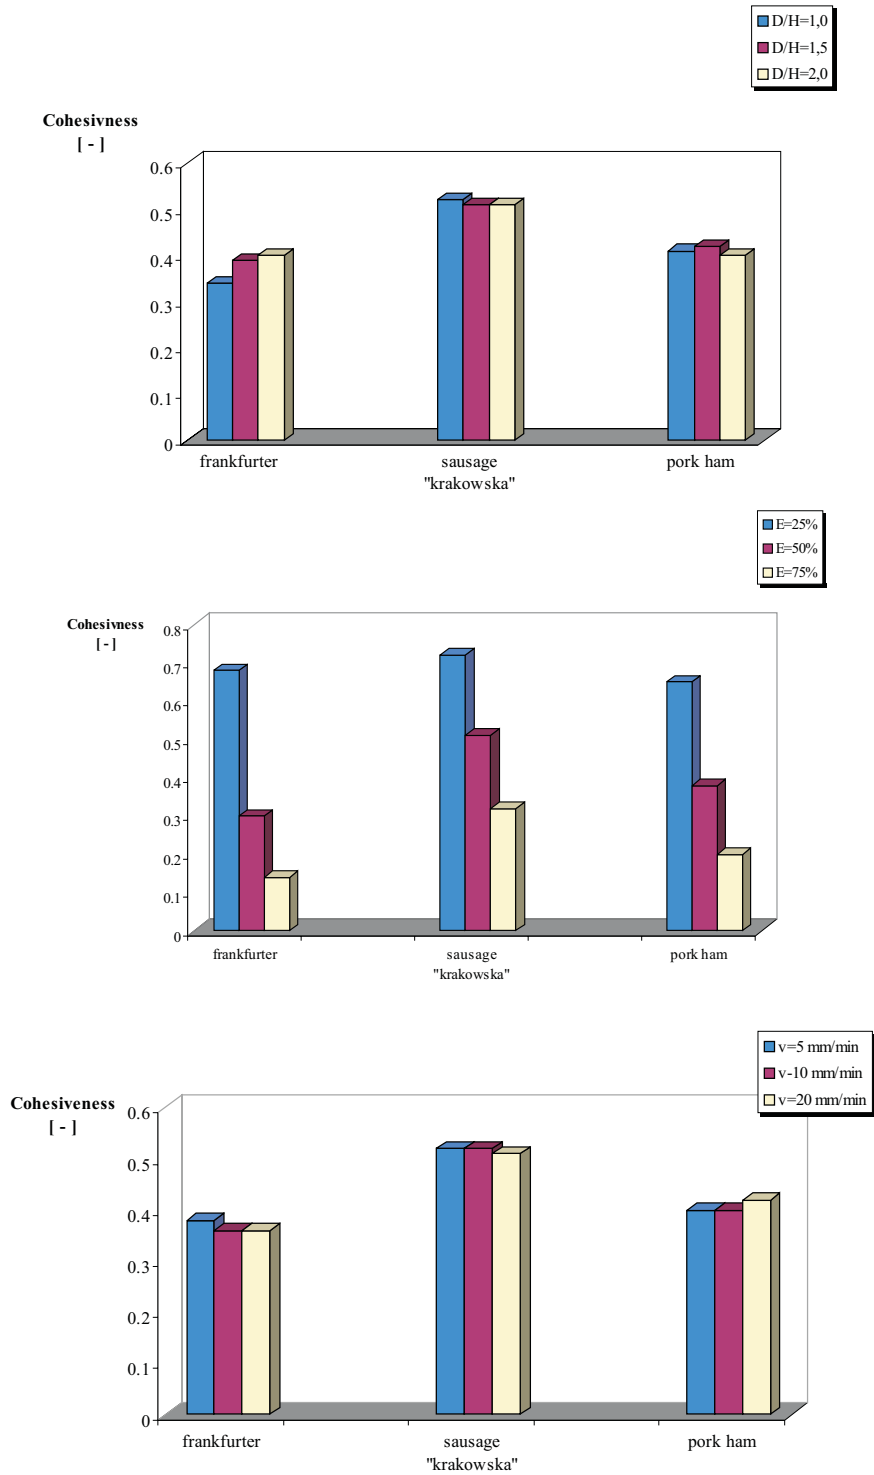 D/H=1,0
D/H=1,5
D/H=2,0
Cohesivness
[ - ]
0.6
0.5
0.4
0.3
0.2
0.1
0
frankfurter
sausage
"krakowska"
pork ham
E=25%
E=50%
E=75%
Cohesivness
[ - ]
0.8
0.7
0.6
0.5
0.4
0.3
0.2
0.1
0
frankfurter
sausage
"krakowska"
pork ham
v=5 mm/min
v-10 mm/min
v=20 mm/min
Cohesiveness
[ - ]
0.6
0.5
0.4
0.3
0.2
0.1
0
frankfurter
sausage
"krakowska"
pork ham